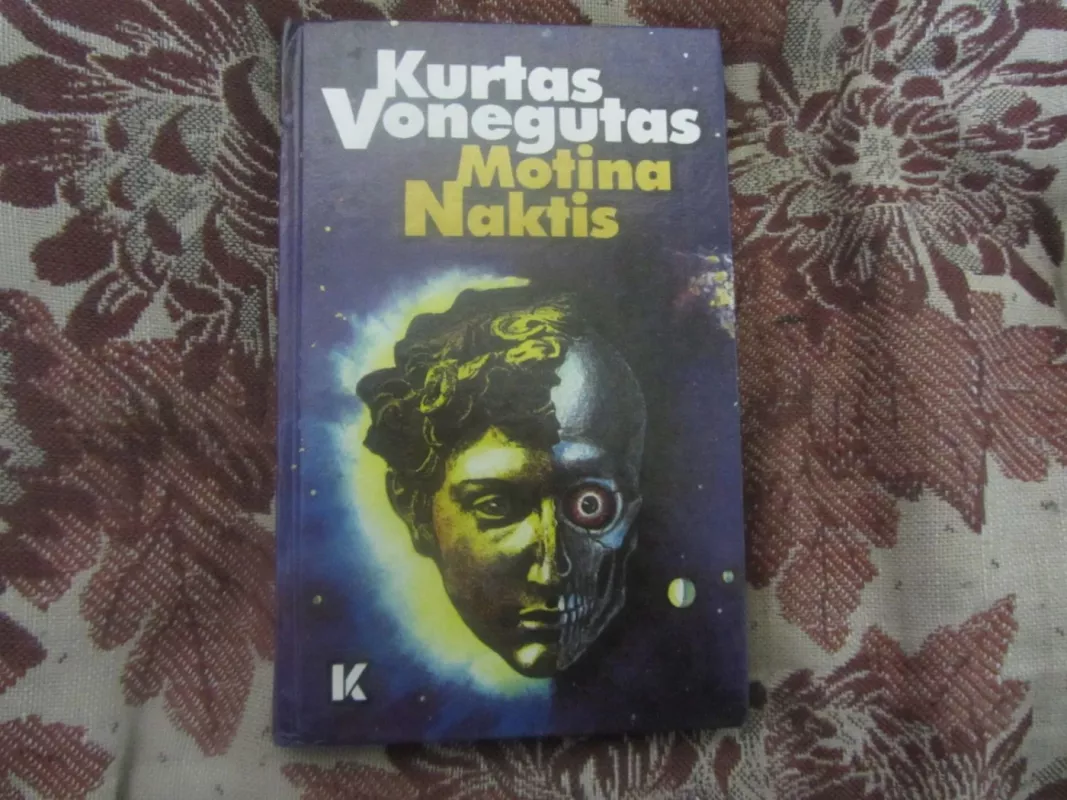 Kurtas
Vonegutas
Motina
Naktis
K